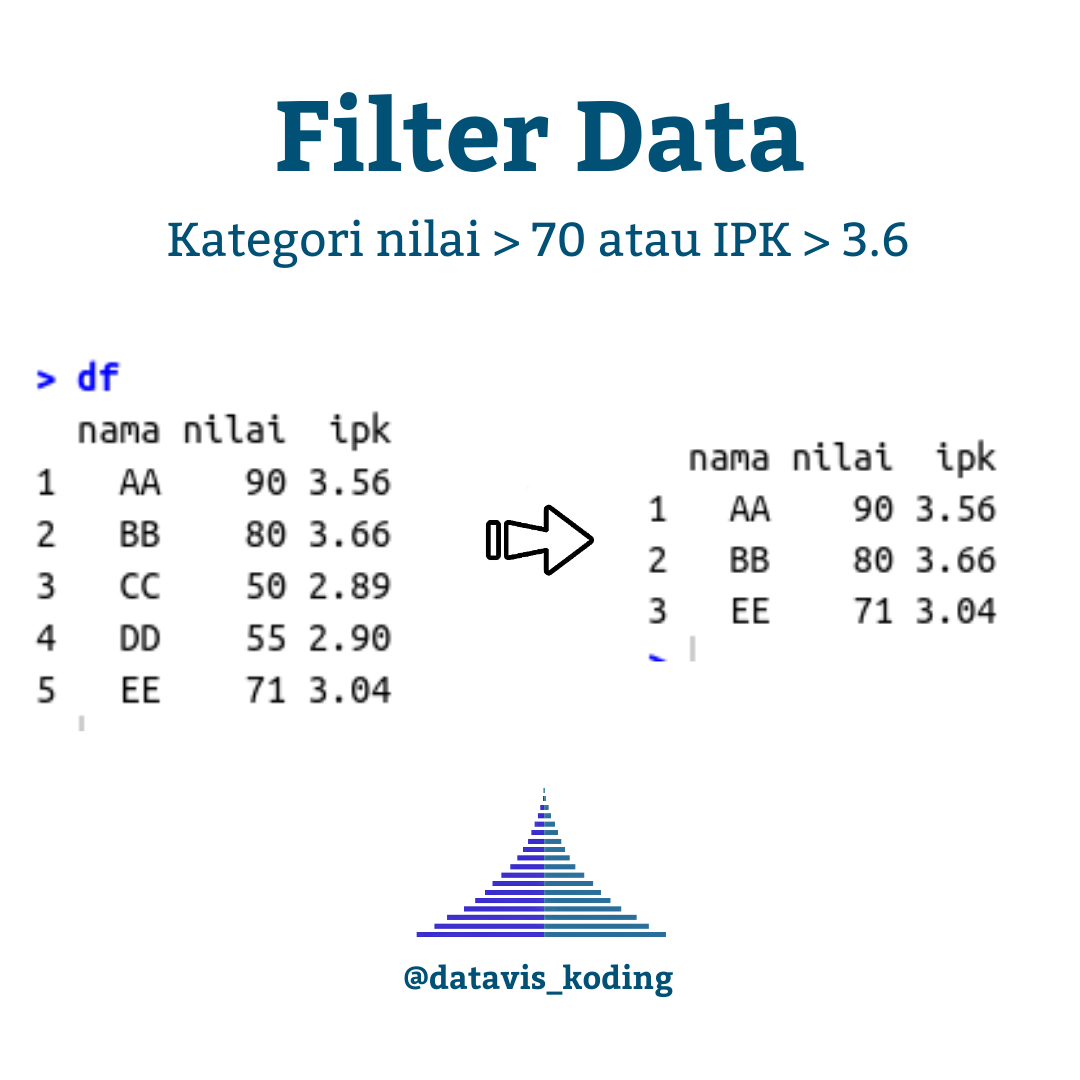 Filter Data
Kategori nilai > 70 atau IPK > 3.6
> df
nama nilai ipk
1 AA 90 3.56
2 BB 80 3.66
3 CC 50 2.89
4 DD 55 2.90
5 EE 71 3.04
nama nilai ipk
1 AA 90 3.56
2 BB 80 3.66
3 EE 71 3.04
@datavis_koding